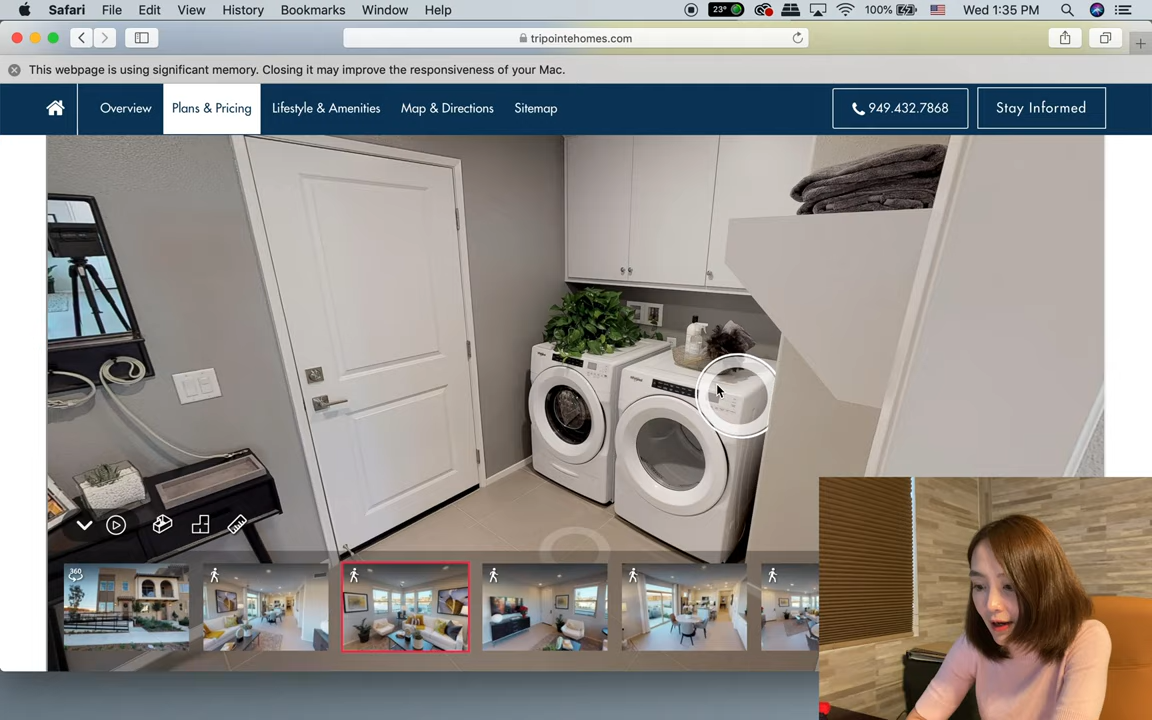 Safari File Edit View History Bookmarks Window Help 23° 100% Wed 1:35 PM
tripointehomes.com
This webpage is using significant memory. Closing it may improve the responsiveness of your Mac.
Overview Plans & Pricing Lifestyle & Amenities Map & Directions Sitemap 949.432.7868 Stay Informed
360